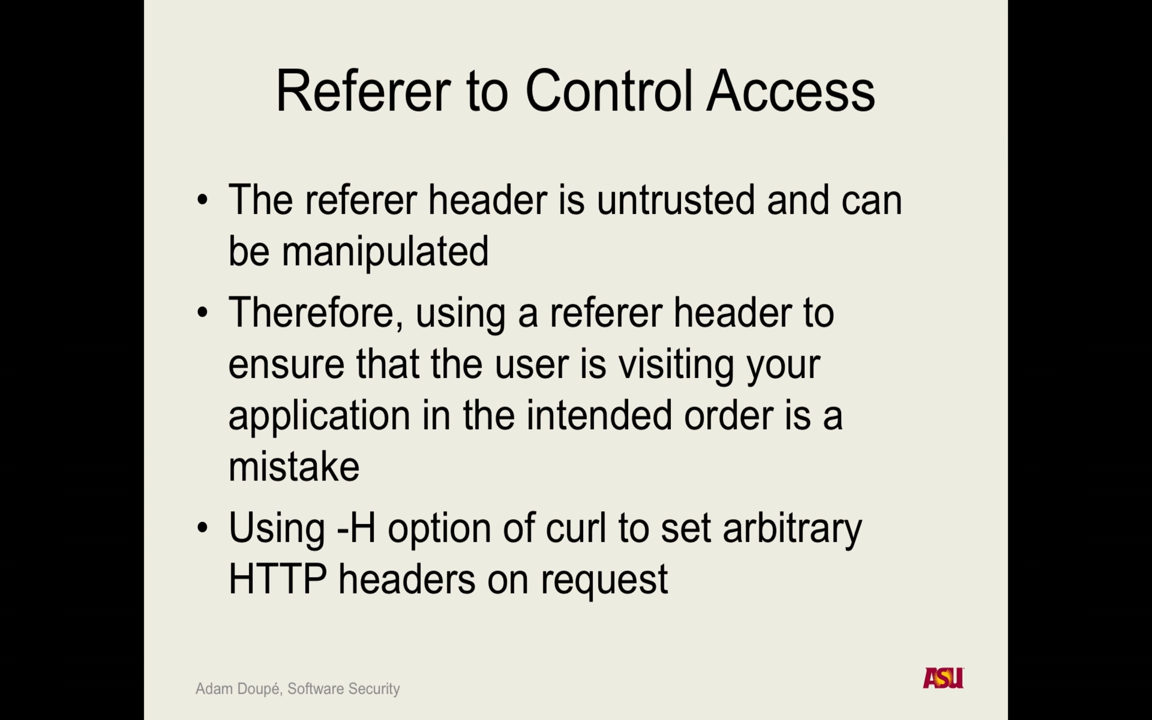 Referer to Control Access
• The referer header is untrusted and can
be manipulated
• Therefore, using a referer header to
ensure that the user is visiting your
application in the intended order is a
mistake
• Using -H option of curl to set arbitrary
HTTP headers on request
Adam Doupé, Software Security
ASU